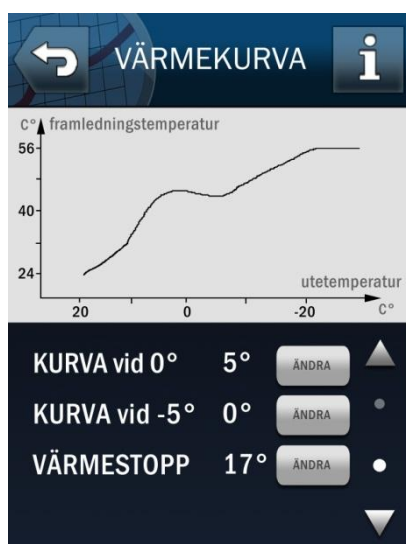 VÄRMEKURVA i
C° framledningstemperatur
56
40
24
utetemperatur
20 0 -20 C°
KURVA vid 0° 5° ÄNDRA
KURVA vid -5° 0° ÄNDRA
VÄRMESTOPP 17° ÄNDRA